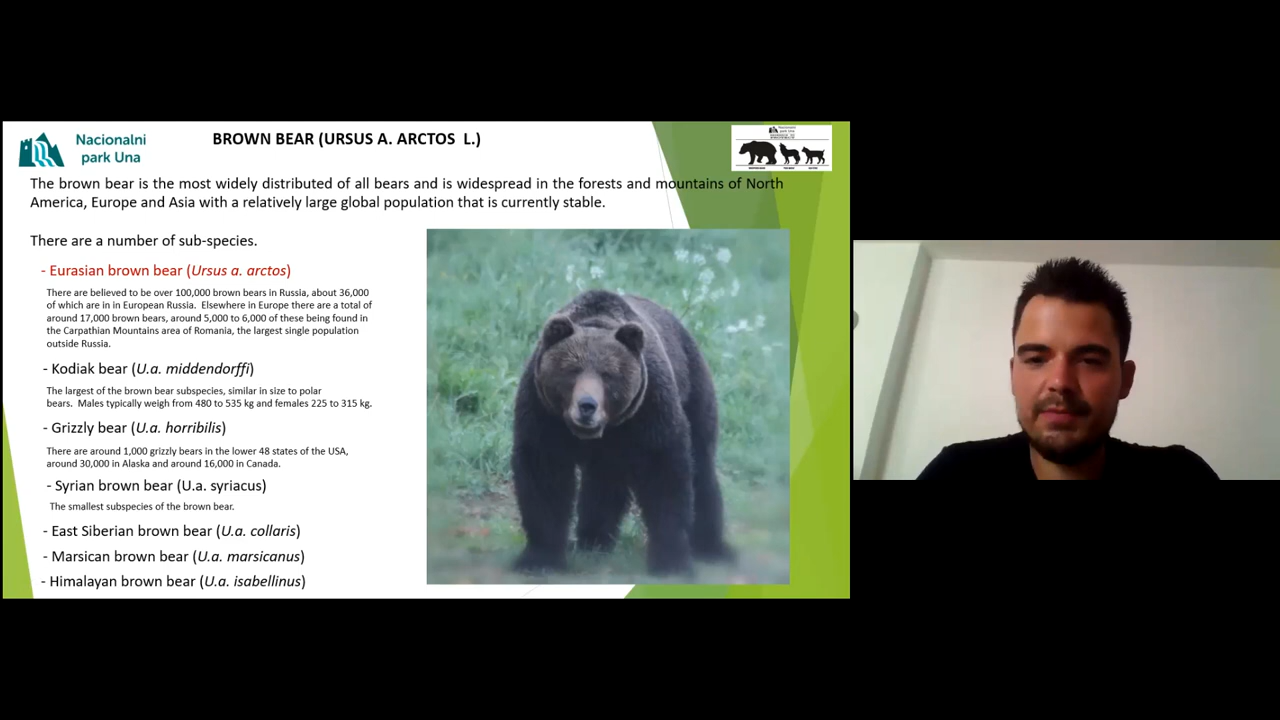 Nacionalni
park Una
BROWN BEAR (URSUS A. ARCTOS L.)
Nacionalni
park Una
The brown bear is the most widely distributed of all bears and is widespread in the forests and mountains of North
America, Europe and Asia with a relatively large global population that is currently stable.
There are a number of sub-species.
- Eurasian brown bear (Ursus a. arctos)
There are believed to be over 100,000 brown bears in Russia, about 36,000
of which are in in European Russia. Elsewhere in Europe there are a total of
around 17,000 brown bears, around 5,000 to 6,000 of these being found in
the Carpathian Mountains area of Romania, the largest single population
outside Russia.
- Kodiak bear (U.a. middendorffi)
The largest of the brown bear subspecies, similar in size to polar
bears. Males typically weigh from 480 to 535 kg and females 225 to 315 kg.
- Grizzly bear (U.a. horribilis)
There are around 1,000 grizzly bears in the lower 48 states of the USA,
around 30,000 in Alaska and around 16,000 in Canada.
- Syrian brown bear (U.a. syriacus)
The smallest subspecies of the brown bear.
- East Siberian brown bear (U.a. collaris)
- Marsican brown bear (U.a. marsicanus)
- Himalayan brown bear (U.a. isabellinus)